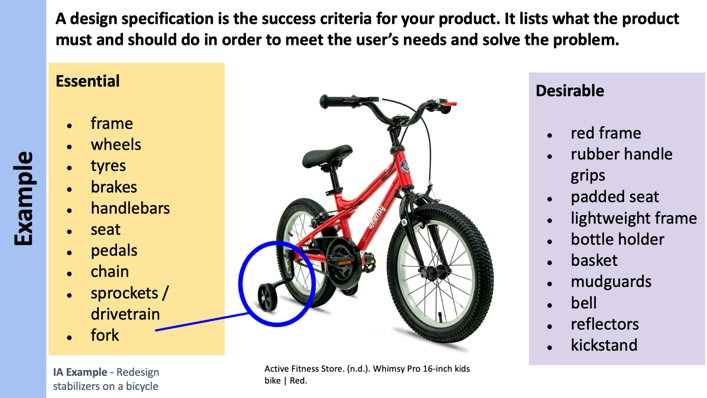 A design specification is the success criteria for your product. It lists what the product
must and should do in order to meet the user's needs and solve the problem.
Example
Essential
• frame
• wheels
• tyres
• brakes
• handlebars
• seat
• pedals
• chain
• sprockets /
drivetrain
• fork
Whimsy
Desirable
• red frame
• rubber handle
grips
• padded seat
• lightweight frame
• bottle holder
• basket
• mudguards
• bell
• reflectors
• kickstand
IA Example - Redesign
stabilizers on a bicycle
Active Fitness Store. (n.d.). Whimsy Pro 16-inch kids
bike | Red.